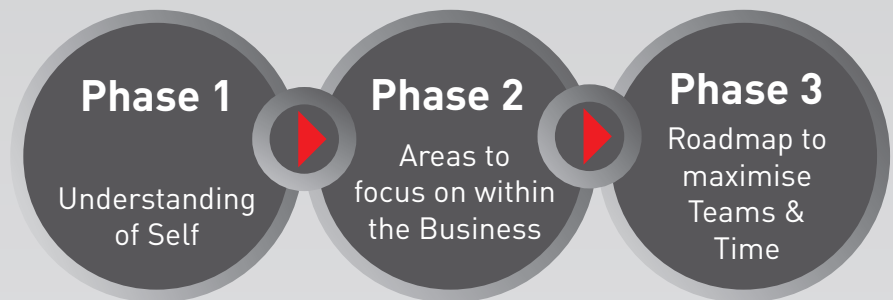 Phase 1
Understanding
of Self
Phase 2
Areas to
focus on within
the Business
Phase 3
Roadmap to
maximise
Teams &
Time